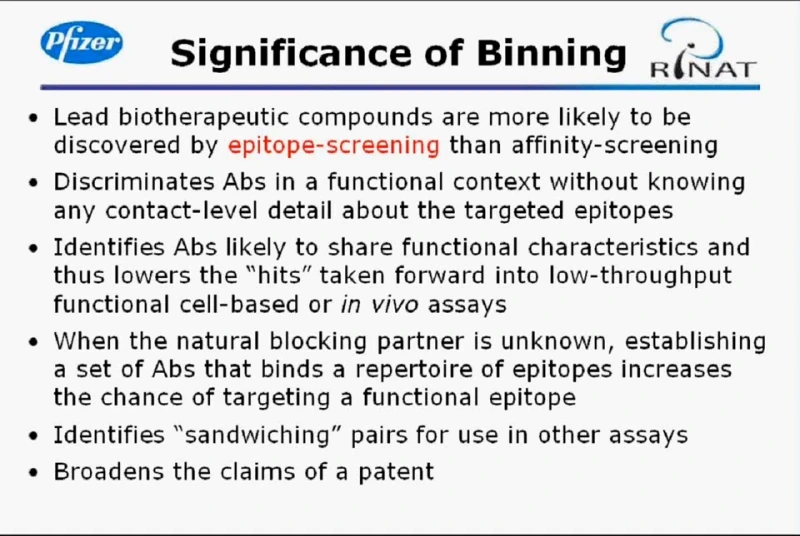 Pfizer
Significance of Binning
RINAT
• Lead biotherapeutic compounds are more likely to be
discovered by epitope-screening than affinity-screening
• Discriminates Abs in a functional context without knowing
any contact-level detail about the targeted epitopes
• Identifies Abs likely to share functional characteristics and
thus lowers the “hits” taken forward into low-throughput
functional cell-based or in vivo assays
• When the natural blocking partner is unknown, establishing
a set of Abs that binds a repertoire of epitopes increases
the chance of targeting a functional epitope
• Identifies “sandwiching” pairs for use in other assays
• Broadens the claims of a patent